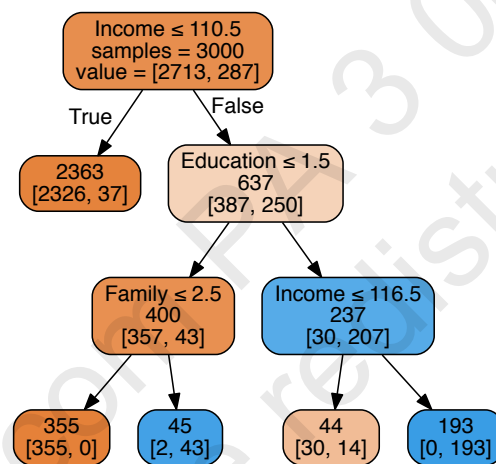 Income ≤ 110.5
samples = 3000
value = [2713, 287]
True
False
2363
[2326, 37]
Education ≤ 1.5
637
[387, 250]
Family ≤ 2.5
400
[357, 43]
Income ≤ 116.5
237
[30, 207]
355
[355, 0]
45
[2, 43]
44
[30, 14]
193
[0, 193]